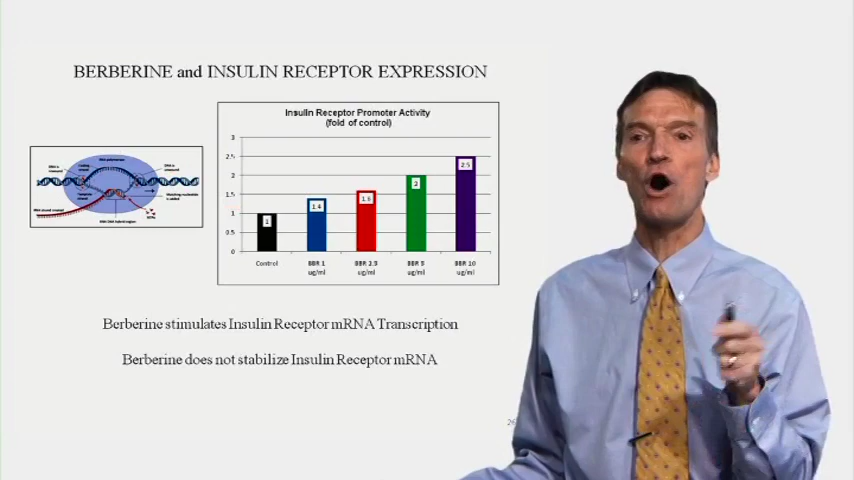 BERBERINE and INSULIN RECEPTOR EXPRESSION
Insulin Receptor Promoter Activity
(fold of control)
3
2.5
2
1.5
1
0.5
0
1
1.4
1.6
2
2.5
Control
BBR 1
ug/ml
BBR 2.5
ug/ml
BBR 5
ug/ml
BBR 10
ug/ml
RNA polymerase
Berberine stimulates Insulin Receptor mRNA Transcription
Berberine does not stabilize Insulin Receptor mRNA
26